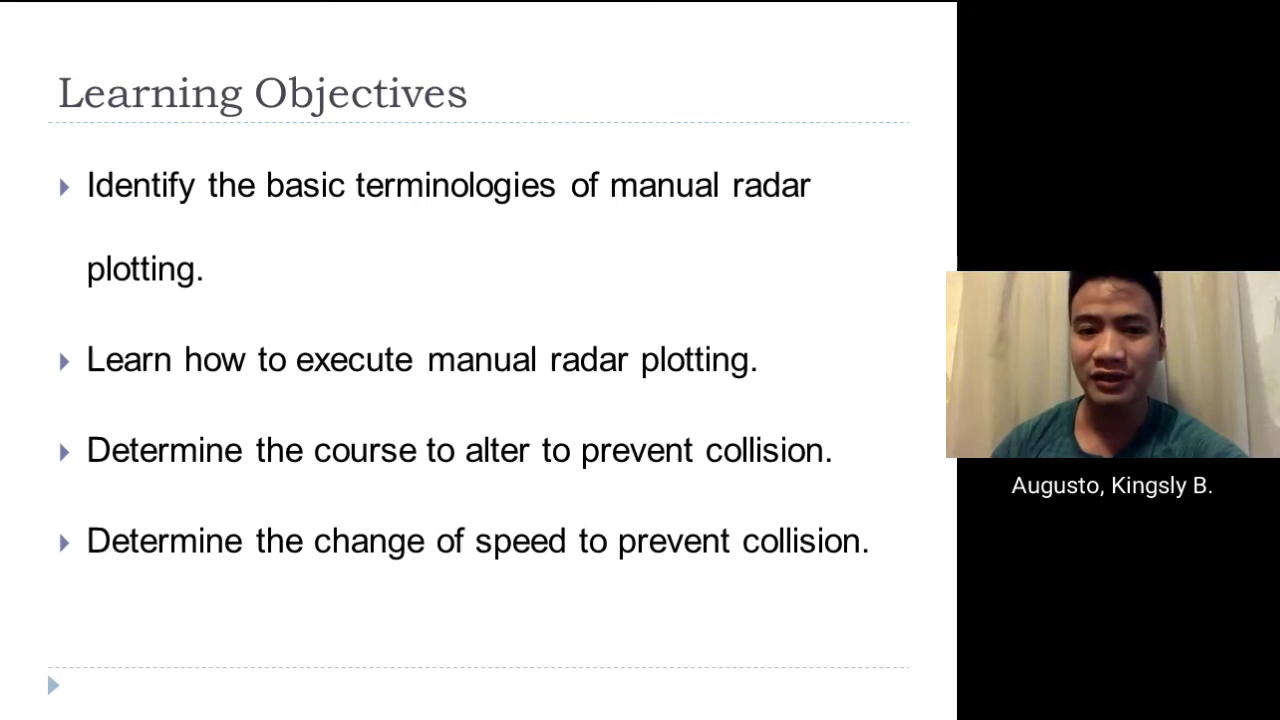 Learning Objectives
Identify the basic terminologies of manual radar
plotting.
Learn how to execute manual radar plotting.
Determine the course to alter to prevent collision.
Determine the change of speed to prevent collision.
Augusto, Kingsly B.